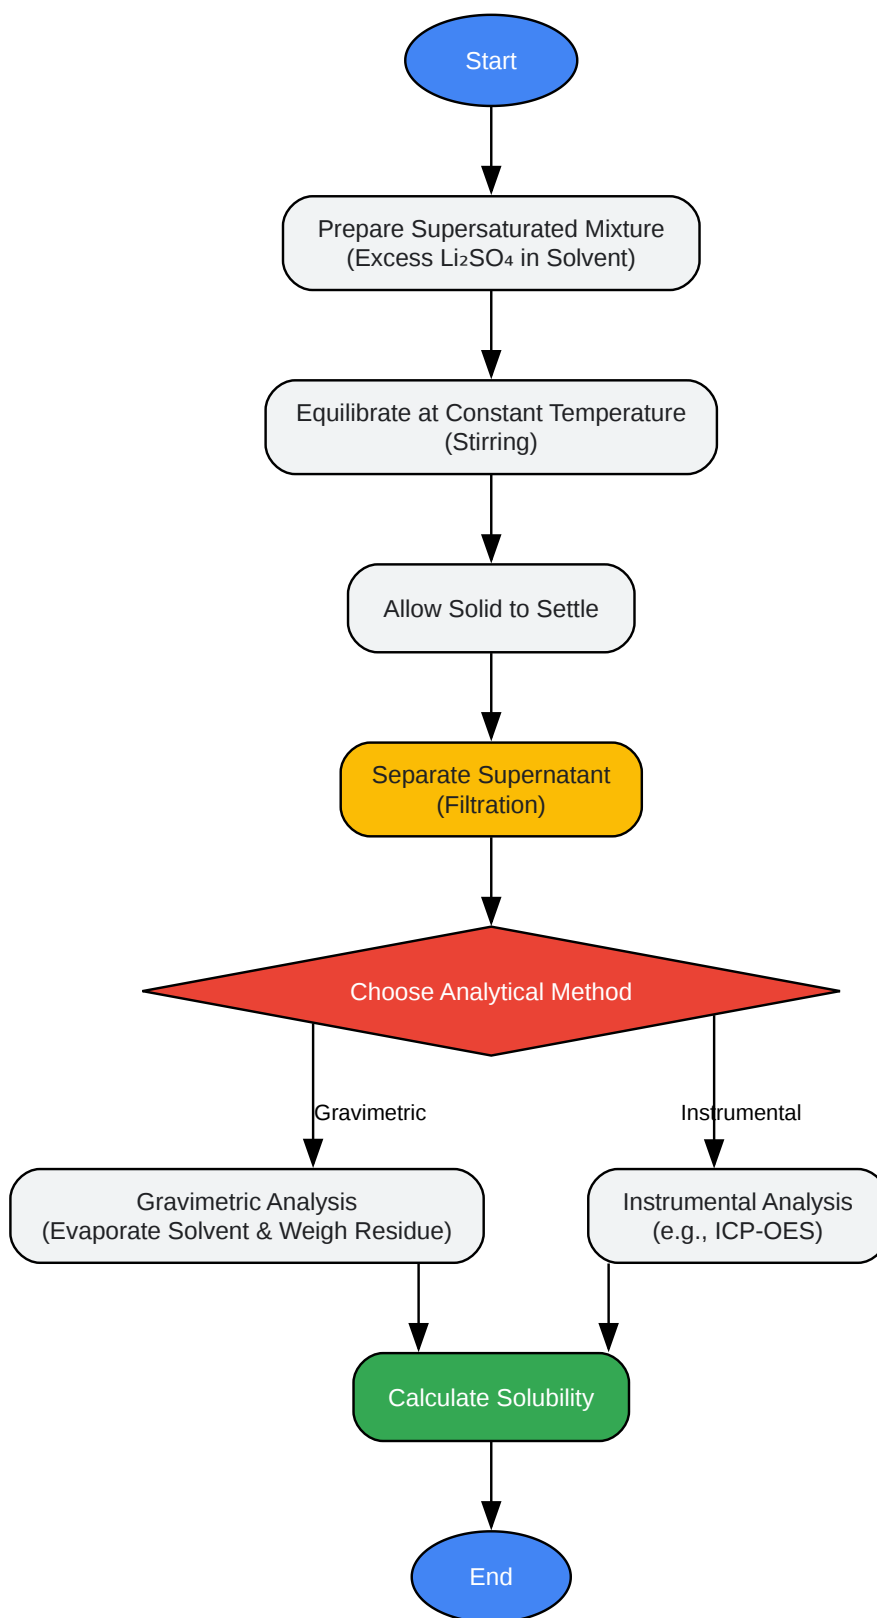 Start
Prepare Supersaturated Mixture
(Excess Li₂SO₄ in Solvent)
Equilibrate at Constant Temperature
(Stirring)
Allow Solid to Settle
Separate Supernatant
(Filtration)
Choose Analytical Method
Gravimetric
Instrumental
Gravimetric Analysis
(Evaporate Solvent & Weigh Residue)
Instrumental Analysis
(e.g., ICP-OES)
Calculate Solubility
End